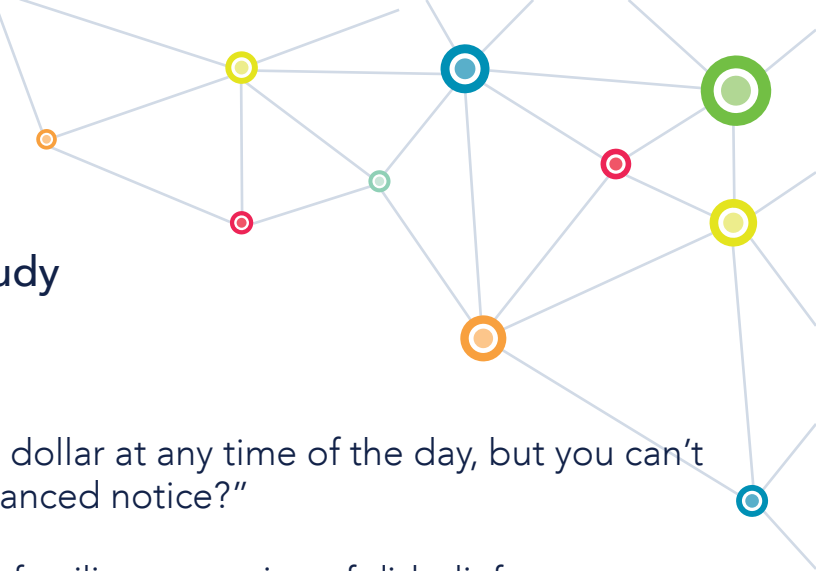 udy
dollar at any time of the day, but you can’t
anced notice?”